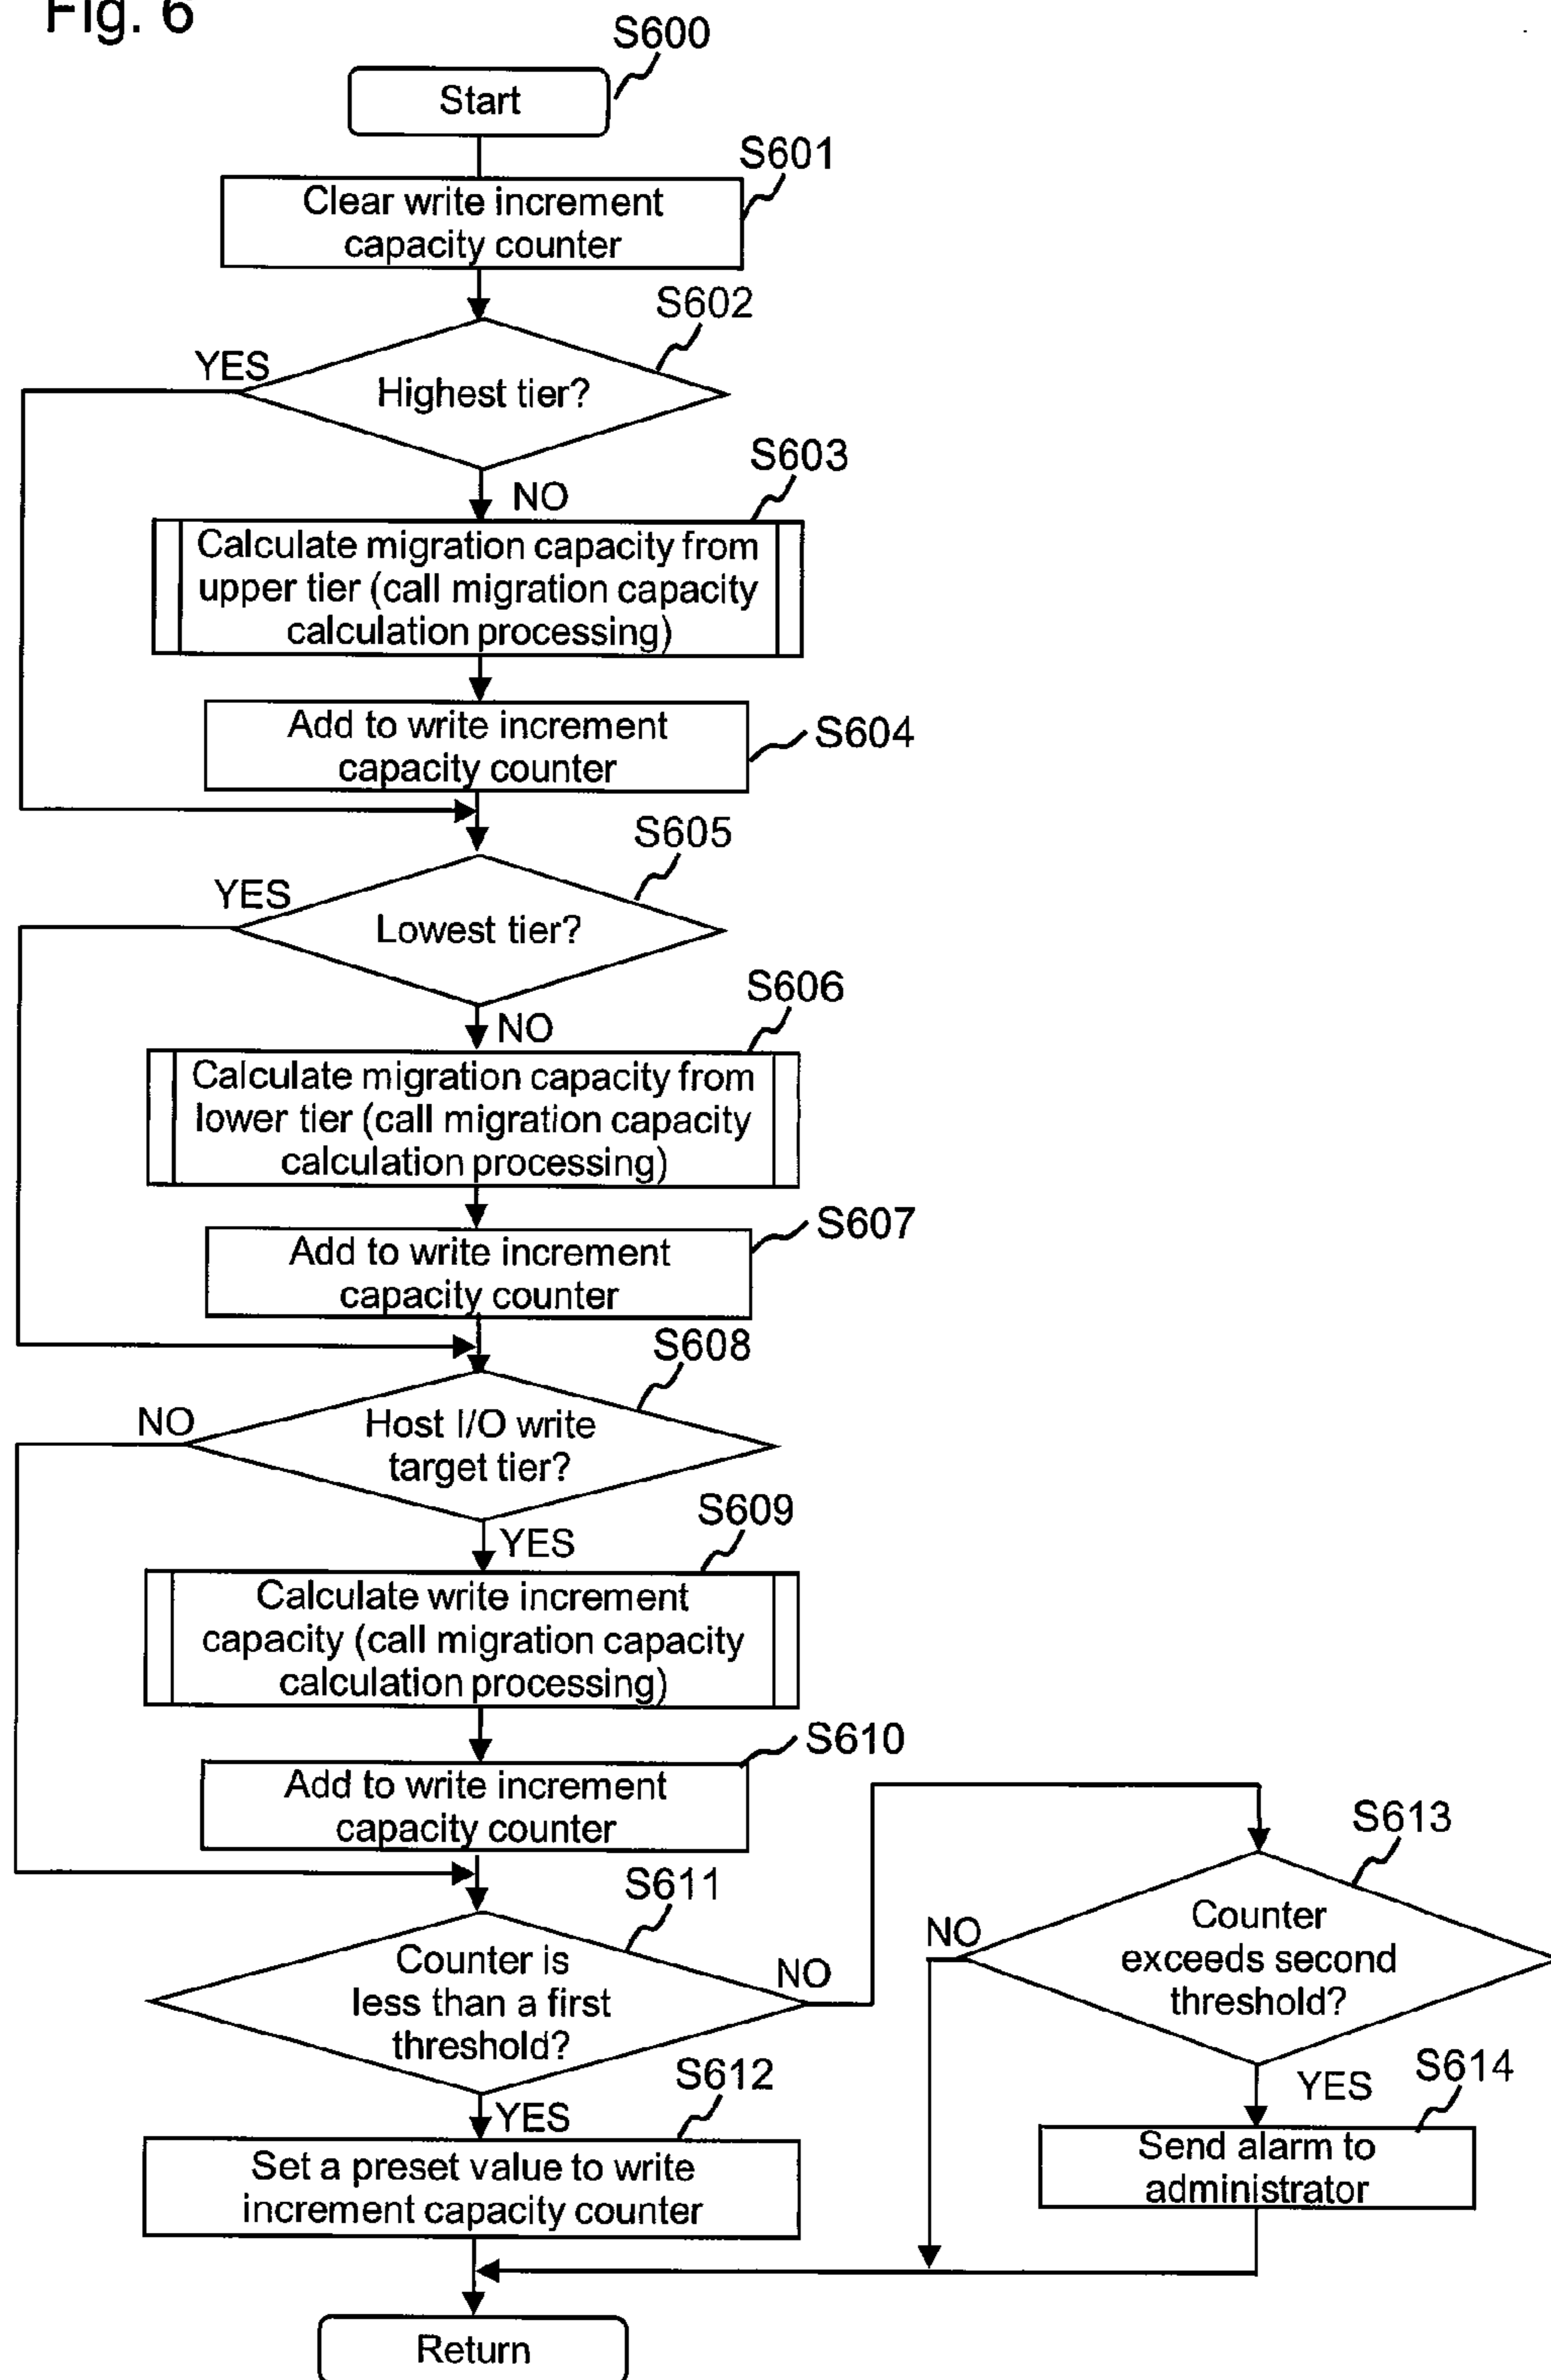 Fig. 6
S600
Start
S601
Clear write increment
capacity counter
S602
YES
Highest tier?
S603
NO
Calculate migration capacity from
upper tier (call migration capacity
calculation processing)
Add to write increment
capacity counter
S604
S605
YES
Lowest tier?
S606
NO
Calculate migration capacity from
lower tier (call migration capacity
calculation processing)
S607
Add to write increment
capacity counter
S608
NO
Host I/O write
target tier?
S609
YES
Calculate write increment
capacity (call migration capacity
calculation processing)
S610
Add to write increment
capacity counter
S611
Counter is
less than a first
threshold?
NO
S613
NO
Counter
exceeds second
threshold?
S612
YES
Set a preset value to write
increment capacity counter
YES
S614
Send alarm to
administrator
Return